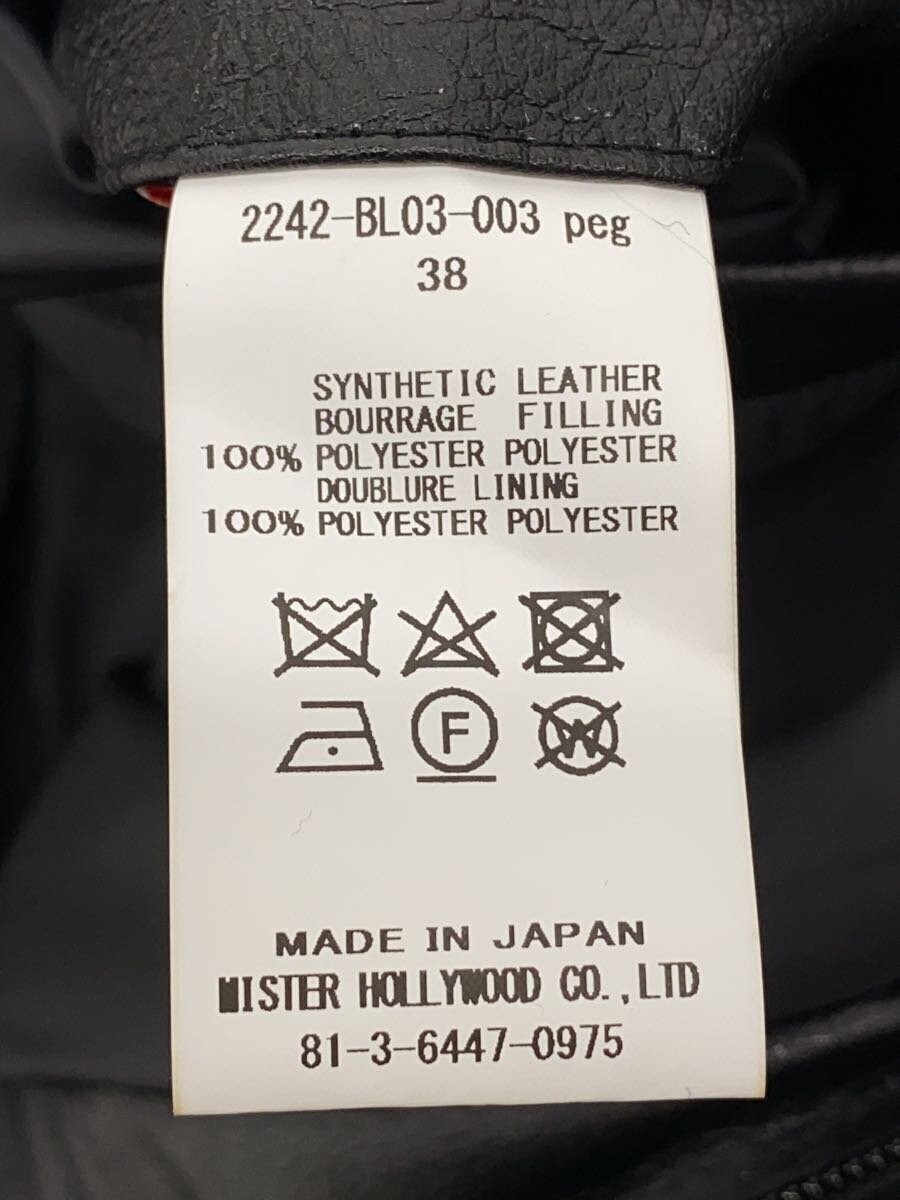 2242-BL03-003 peg
38
SYNTHETIC LEATHER
BOURRAGE FILLING
100% POLYESTER POLYESTER
DOUBLURE LINING
100% POLYESTER POLYESTER
F
W
MADE IN JAPAN
MISTER HOLLYWOOD CO.,LTD
81-3-6447-0975